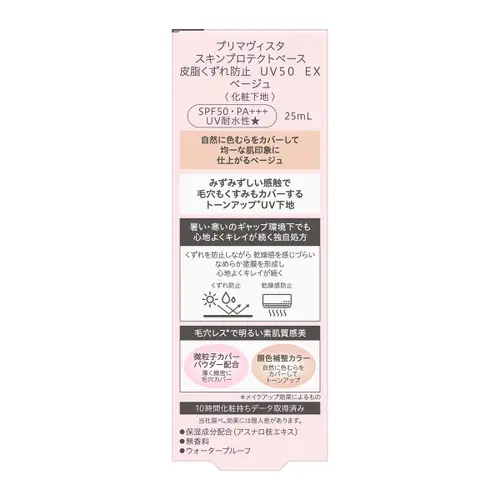 プリマヴィスタ
スキンプロテクトベース
皮脂くずれ防止 UV50 EX
ベージュ
〈化粧下地〉
SPF50・PA+++
UV耐水性★
25mL
自然に色むらをカバーして
均一な肌印象に
仕上がるベージュ
みずみずしい感触で
毛穴もくすみもカバーする
トーンアップ*UV下地
暑い・寒いのギャップ環境下でも
心地よくキレイが続く独自処方
くずれを防止しながら 乾燥感を感じづらい
なめらか塗膜を形成し
心地よくキレイが続く
くずれ防止
乾燥感防止
毛穴レス*で明るい素肌質感美
微粒子カバー
パウダー配合
薄く緻密に
毛穴カバー
顔色補整カラー
自然に色むらを
カバーして
トーンアップ
*メイクアップ効果によるもの
10時間化粧持ちデータ取得済み
当社調べ。効果には個人差があります。
●保湿成分配合(アスナロ枝エキス)
●無香料
●ウォータープルーフ